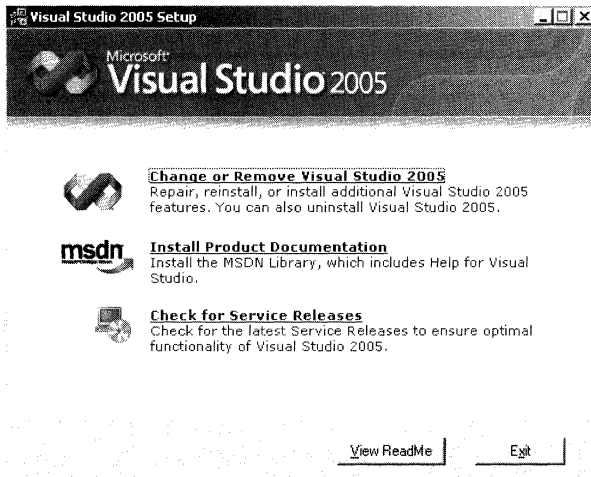 Visual Studio 2005 Setup
Microsoft
Visual Studio 2005
Change or Remove Visual Studio 2005
Repair, reinstall, or install additional Visual Studio 2005
features. You can also uninstall Visual Studio 2005.
msdn
Install Product Documentation
Install the MSDN Library, which includes Help for Visual
Studio.
Check for Service Releases
Check for the latest Service Releases to ensure optimal
functionality of Visual Studio 2005.
View ReadMe
Exit